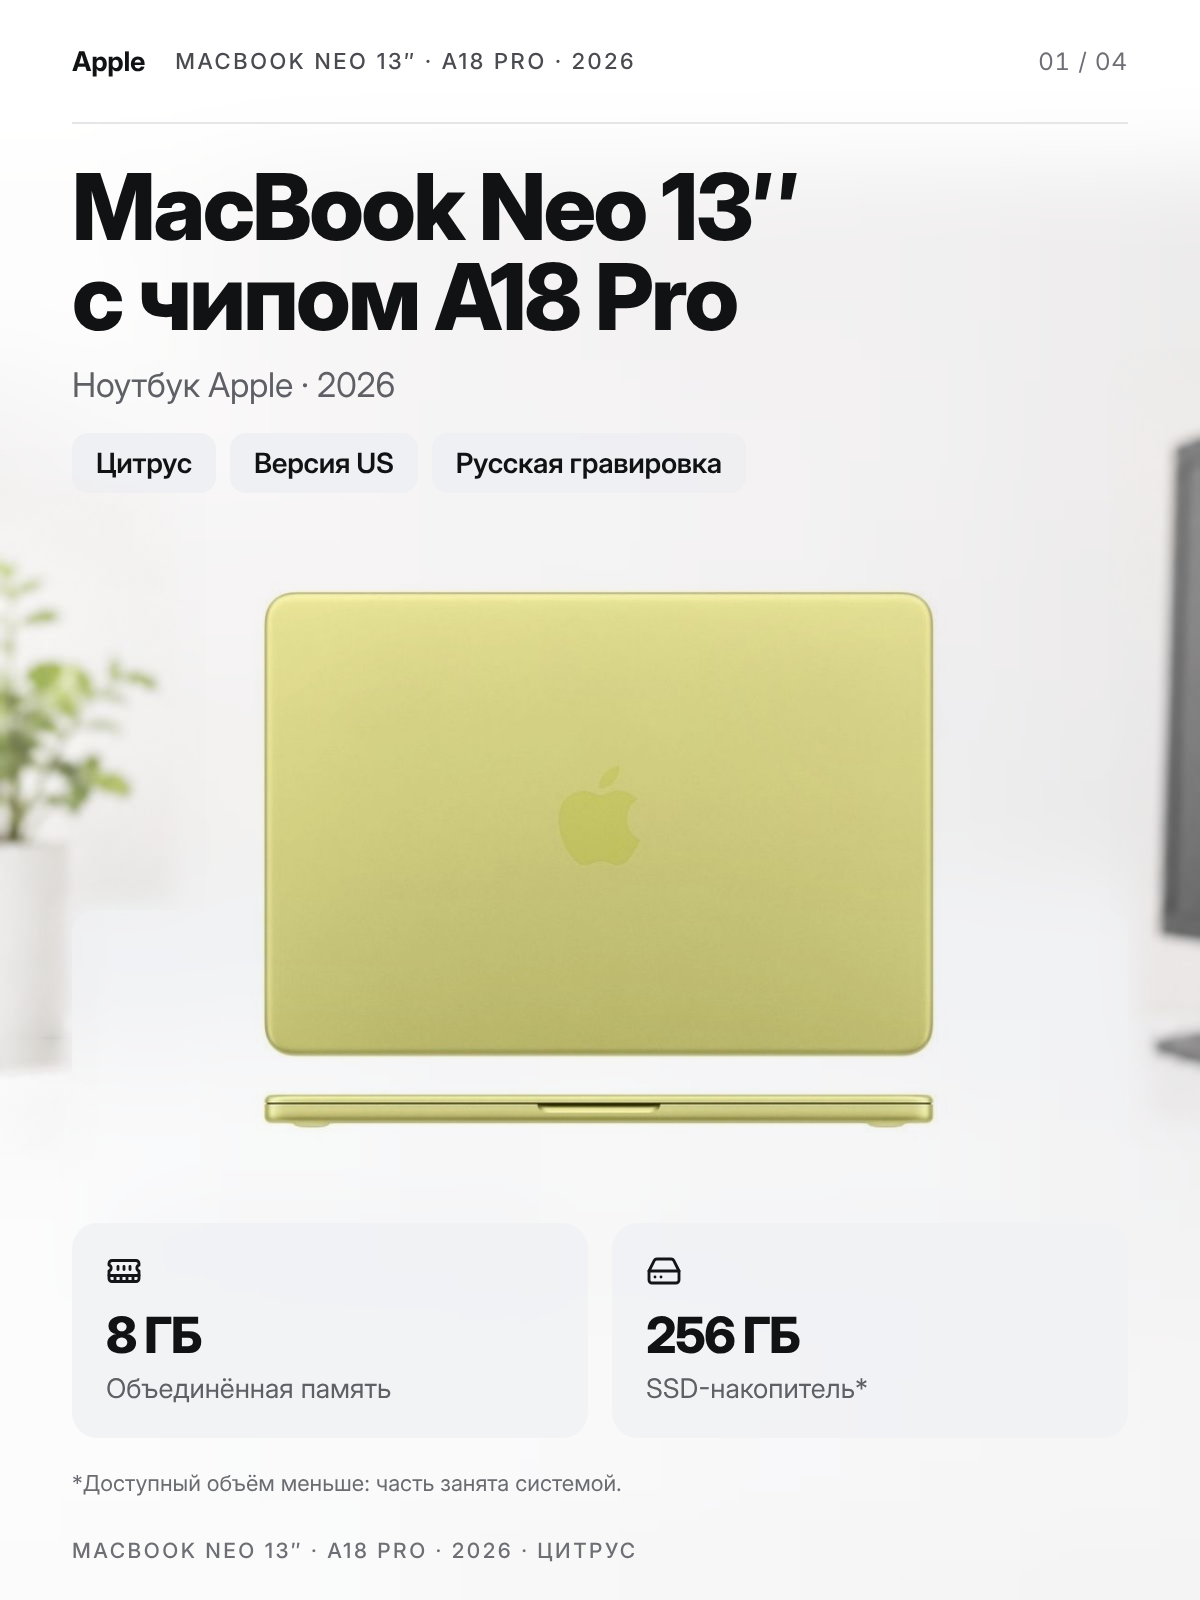 Apple MACBOOK NEO 13″ · A18 PRO · 2026 01 / 04
MacBook Neo 13″
с чипом A18 Pro
Ноутбук Apple · 2026
Цитрус Версия US Русская гравировка
8 ГБ
Объединённая память
256 ГБ
SSD-накопитель*
*Доступный объём меньше: часть занята системой.
MACBOOK NEO 13″ · A18 PRO · 2026 · ЦИТРУС